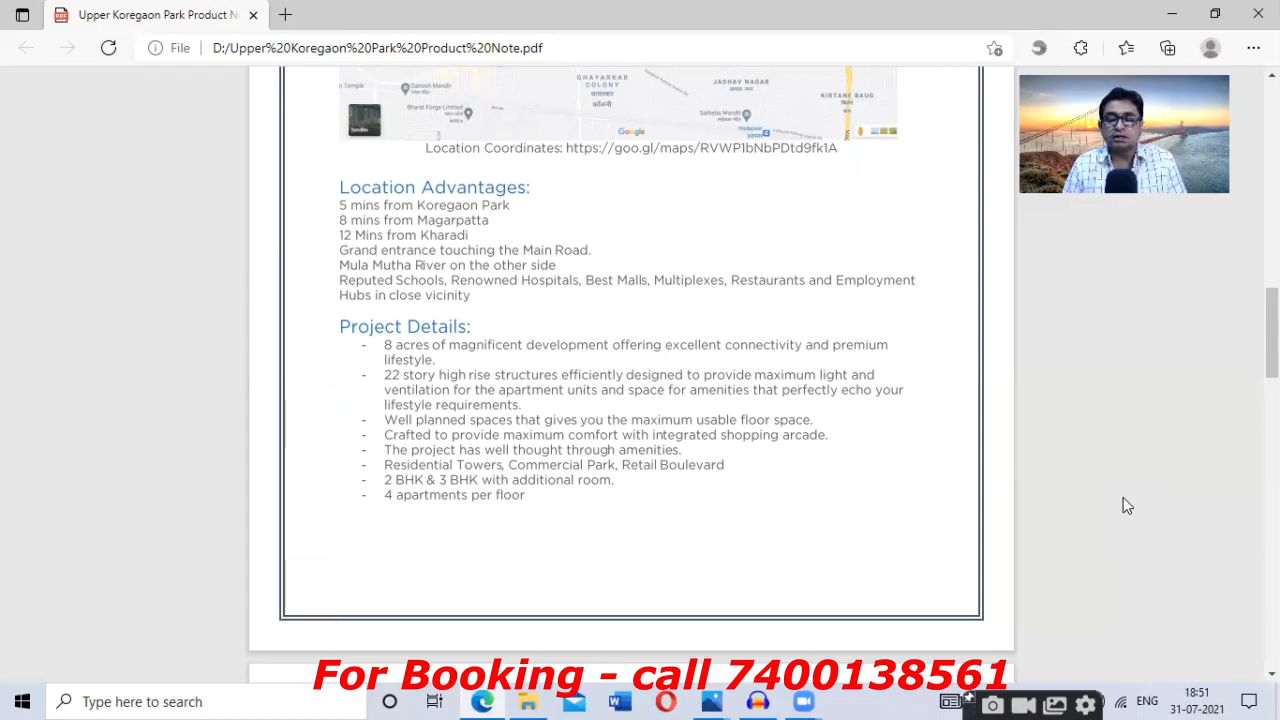 Upper Koregon Park Product N
File
D:/Upper%20Koregaon%20Park%20Product%20Note.pdf
GHAYARKAR
COLONY
JADHAV NAGAR
KIRTANE BAUG
n Temple
Ganesh Mandir
Bharat Forge Limited
Saibaba Mandir
Hadapsar
Google
Location Coordinates: https://goo.gl/maps/RVWP1bNbPDtd9fk1A
Location Advantages:
5 mins from Koregon Park
8 mins from Magarpatta
12 Mins from Kharadi
Grand entrance touching the Main Road.
Mula Mutha River on the other side
Reputed Schools, Renowned Hospitals, Best Malls, Multiplexes, Restaurants and Employment
Hubs in close vicinity
Project Details:
- 8 acres of magnificent development offering excellent connectivity and premium
lifestyle.
- 22 story high rise structures efficiently designed to provide maximum light and
ventilation for the apartment units and space for amenities that perfectly echo your
lifestyle requirements.
- Well planned spaces that gives you the maximum usable floor space.
- Crafted to provide maximum comfort with integrated shopping arcade.
- The project has well thought through amenities.
- Residential Towers, Commercial Park, Retail Boulevard
- 2 BHK & 3 BHK with additional room.
- 4 apartments per floor
For Booking - call 7400138561
Type here to search
ENG
18:51
31-07-2021